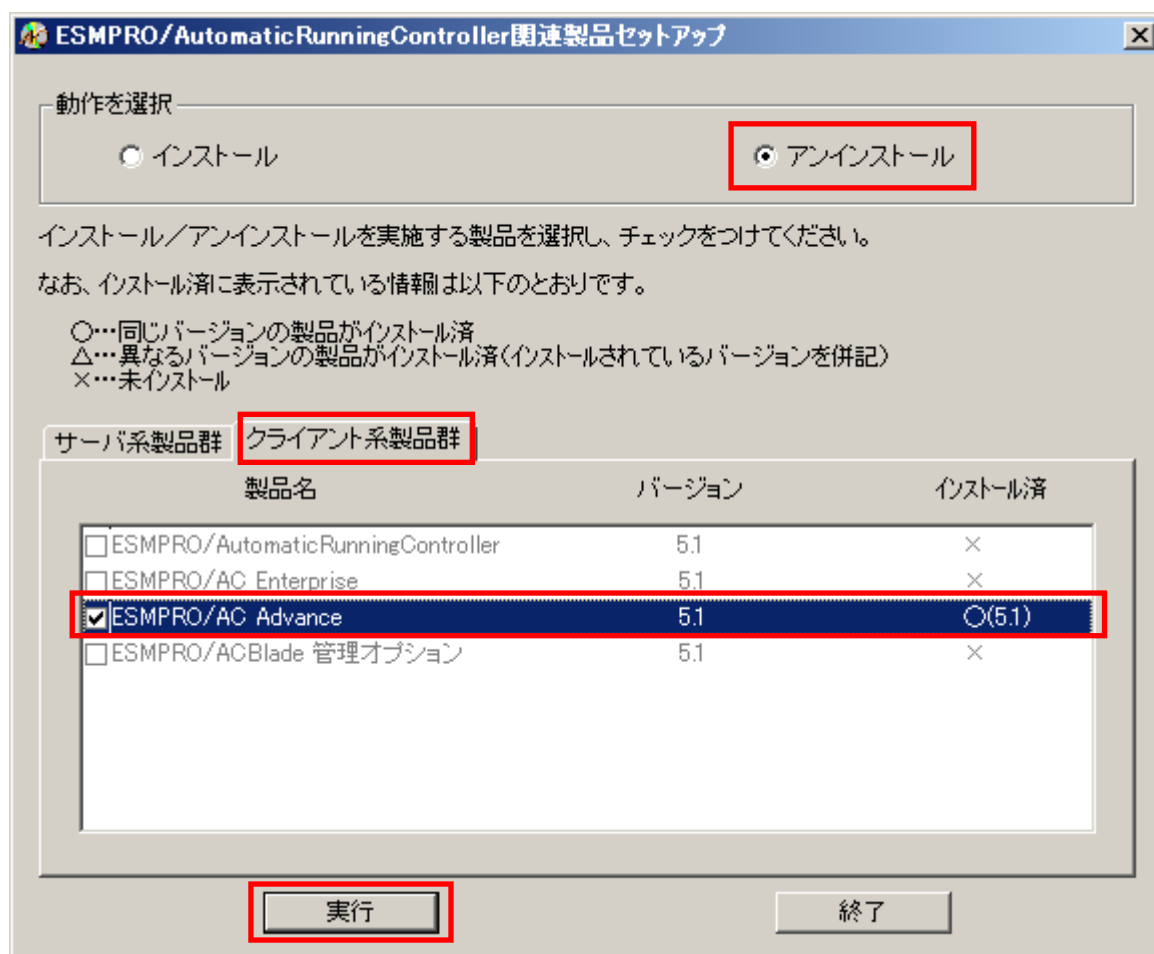 ESMPRO/AutomaticRunningController関連製品セットアップ
動作を選択
インストール
アンインストール
インストール／アンインストールを実施する製品を選択し、チェックをつけてください。
なお、インストール済に表示されている情報は以下のとおりです。
○…同じバージョンの製品がインストール済
△…異なるバージョンの製品がインストール済(インストールされているバージョンを併記)
×…未インストール
サーバ系製品群 クライアント系製品群
製品名 バージョン インストール済
ESMPRO/AutomaticRunningController 5.1 ×
ESMPRO/AC Enterprise 5.1 ×
ESMPRO/AC Advance 5.1 ○(5.1)
ESMPRO/ACBlade 管理オプション 5.1 ×
実行 終了